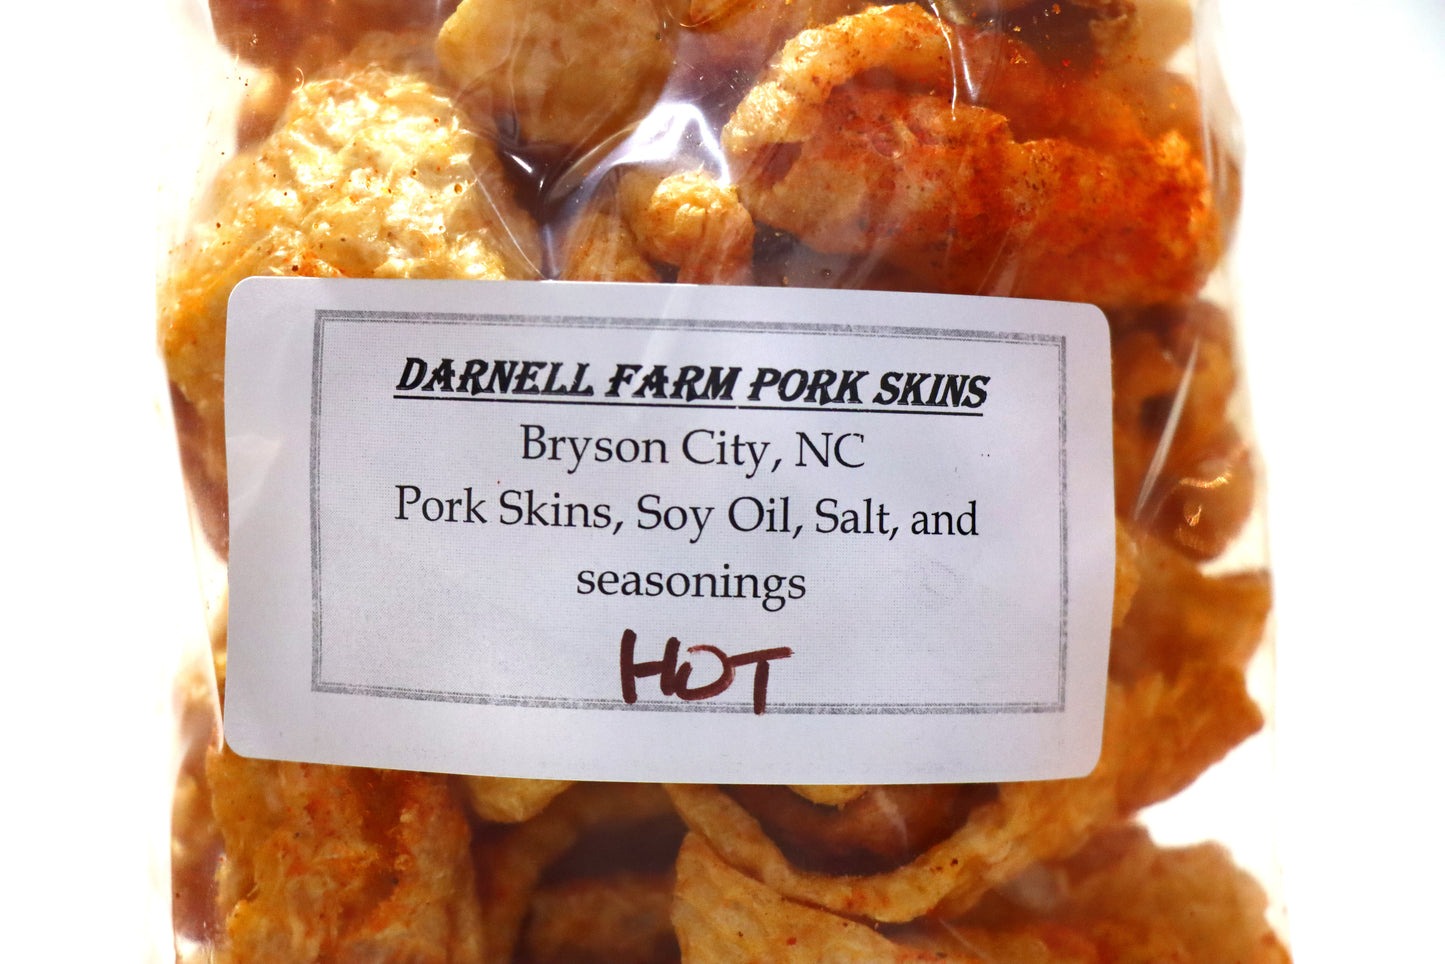 DARNELL FARM PORK SKINS
Bryson City, NC
Pork Skins, Soy Oil, Salt, and
seasonings
HOT